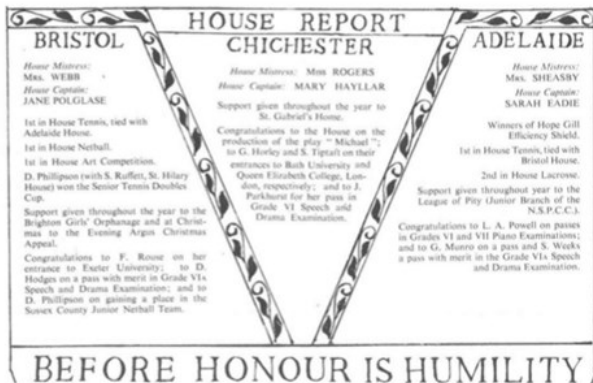 HOUSE REPORT
BRISTOL
House Mistress:
MRS. WEBB
House Captain:
JANE POLGLASE
1st in House Tennis, tied with
Adelaide House.
1st in House Netball.
1st in House Art Competition.
D. Phillipson (with S. Ruffett, St. Hilary
House) won the Senior Tennis Doubles
Cup.
Support given throughout the year to the
Brighton Girls' Orphanage and at Christ-
mas to the Evening Argus Christmas
Appeal.
Congratulations to F. Rouse on her
entrance to Exeter University; to D.
Hodges on a pass with merit in Grade VIA
Speech and Drama Examination; and to
D. Phillipson on gaining a place in the
Sussex County Junior Netball Team.
CHICHESTER
House Mistress: MISS ROGERS
House Captain: MARY HAYLLAR
Support given throughout the year to
St. Gabriel's Home.
Congratulations to the House on the
production of the play "Michael";
to G. Horley and S. Tiptaft on their
entrances to Bath University and
Queen Elizabeth College, Lon-
don, respectively; and to J.
Parkhurst for her pass in
Grade VI Speech and
Drama Examination.
ADELAIDE
House Mistress:
MRS. SHEASBY
House Captain:
SARAH EADIE
Winners of Hope Gill
Efficiency Shield.
1st in House Tennis, tied with
Bristol House.
2nd in House Lacrosse.
Support given throughout the year to the
League of Pity (Junior Branch of the
N.S.P.C.C.).
Congratulations to L. A. Powell on passes
in Grades VI and VII Piano Examinations;
and to G. Munro on a pass and S. Weeks
a pass with merit in the Grade VIA Speech
and Drama Examination.
BEFORE HONOUR IS HUMILITY